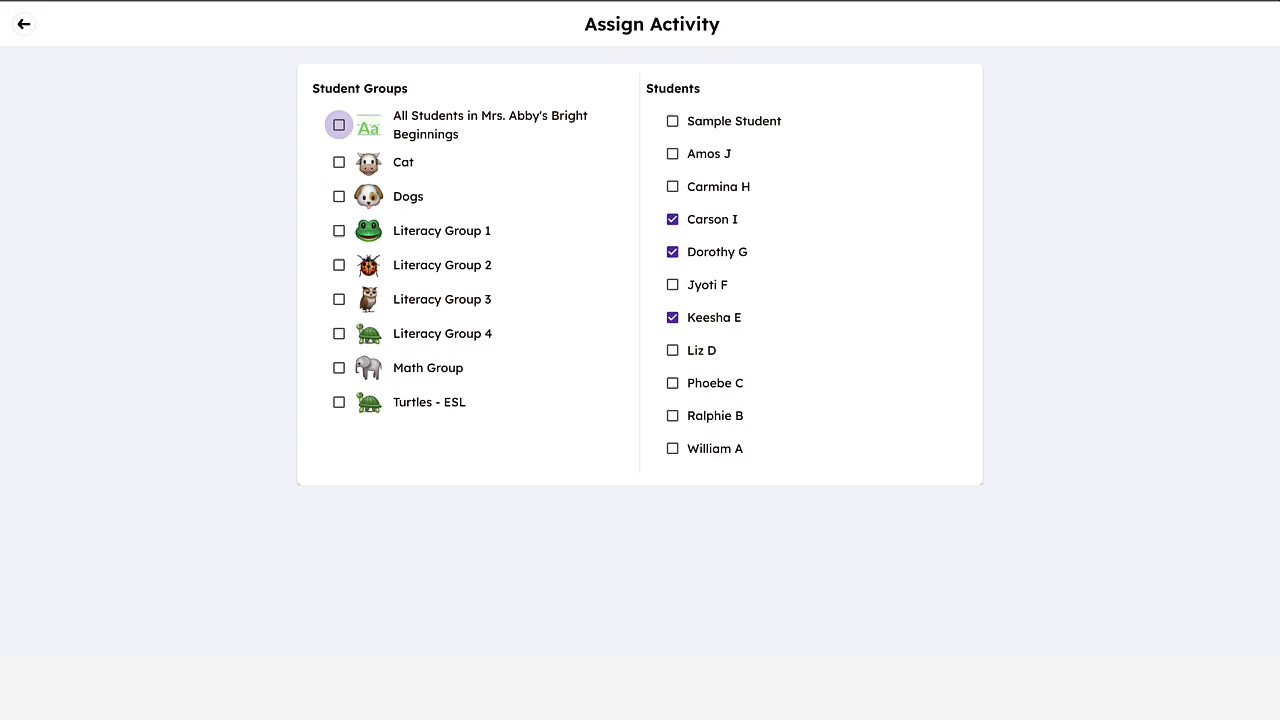 Assign Activity
Student Groups
Aa
All Students in Mrs. Abby's Bright
Beginnings
Cat
Dogs
Literacy Group 1
Literacy Group 2
Literacy Group 3
Literacy Group 4
Math Group
Turtles - ESL
Students
Sample Student
Amos J
Carmina H
Carson I
Dorothy G
Jyoti F
Keesha E
Liz D
Phoebe C
Ralphie B
William A